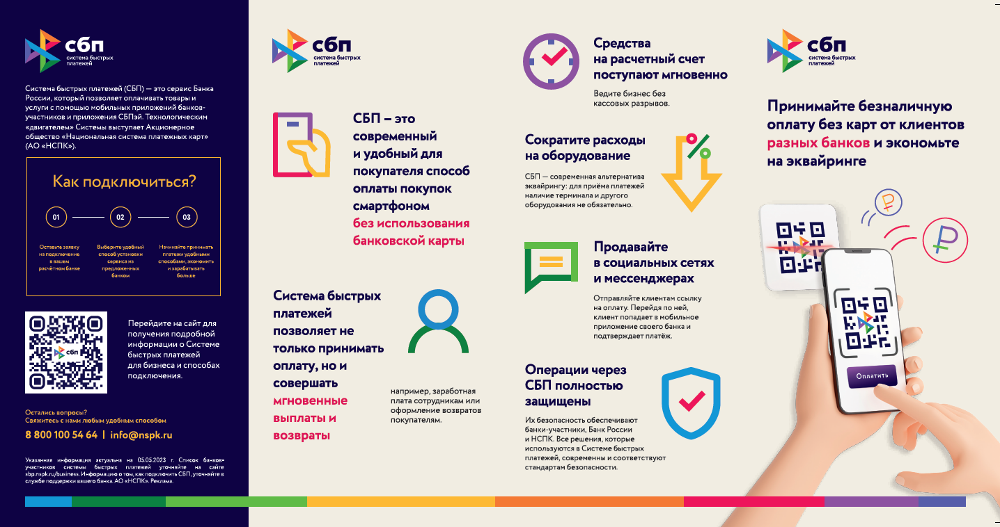 сбп
система быстрых
платежей
Система быстрых платежей (СБП) — это сервис Банка
России, который позволяет оплачивать товары и
услуги с помощью мобильных приложений банков-
участников и приложения СБПэй. Технологическим
«двигателем» Системы выступает Акционерное
общество «Национальная система платежных карт»
(АО «НСПК»).
Как подключиться?
01
02
03
Оставьте заявку
на подключение
в вашем
расчётном банке
Выберите удобный
способ установки
сервиса из
предложенных
банком
Начинайте принимать
платежи удобными
способами, экономить
и зарабатывать
больше
сбп
Перейдите на сайт для
получения подробной
информации о Системе
быстрых платежей
для бизнеса и способах
подключения.
Остались вопросы?
Свяжитесь с нами любым удобным способом
8 800 100 54 64 | info@nspk.ru
Указанная информация актуальна на 05.05.2023 г. Список банков-
участников системы быстрых платежей уточняйте на сайте
sbp.nspk.ru/business. Информацию о том, как подключить СБП, уточняйте в
службе поддержки вашего банка. АО «НСПК». Реклама.
сбп
система быстрых
платежей
СБП – это
современный
и удобный для
покупателя способ
оплаты покупок
смартфоном
без использования
банковской карты
Система быстрых
платежей
позволяет не
только принимать
оплату, но и
совершать
мгновенные
выплаты и
возвраты
например, заработная
плата сотрудникам или
оформление возвратов
покупателям.
Средства
на расчетный счет
поступают мгновенно
Ведите бизнес без
кассовых разрывов.
Сократите расходы
на оборудование
СБП — современная альтернатива
эквайрингу: для приёма платежей
наличие терминала и другого
оборудования не обязательно.
%
Продавайте
в социальных сетях
и мессенджерах
Отправляйте клиентам ссылку
на оплату. Перейдя по ней,
клиент попадает в мобильное
приложение своего банка и
подтверждает платёж.
Операции через
СБП полностью
защищены
Их безопасность обеспечивают
банки-участники, Банк России
и НСПК. Все решения, которые
используются в Системе быстрых
платежей, современны и соответствуют
стандартам безопасности.
сбп
система быстрых
платежей
Принимайте безналичную
оплату без карт от клиентов
разных банков и экономьте
на эквайринге
₽
₽
Оплатить